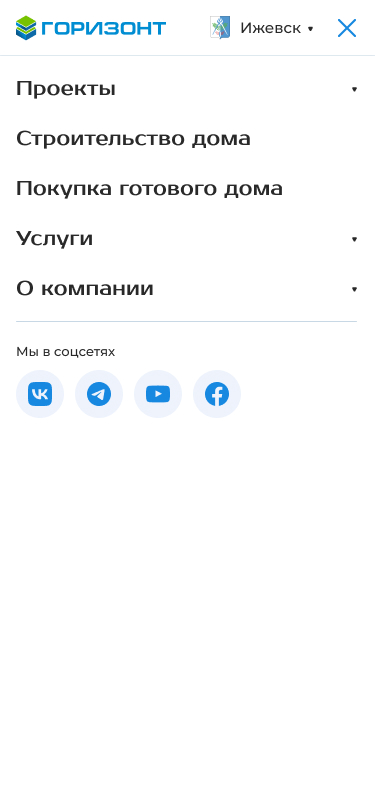 ГОРИЗОНТ
Ижевск
Проекты
Строительство дома
Покупка готового дома
Услуги
О компании
Мы в соцсетях